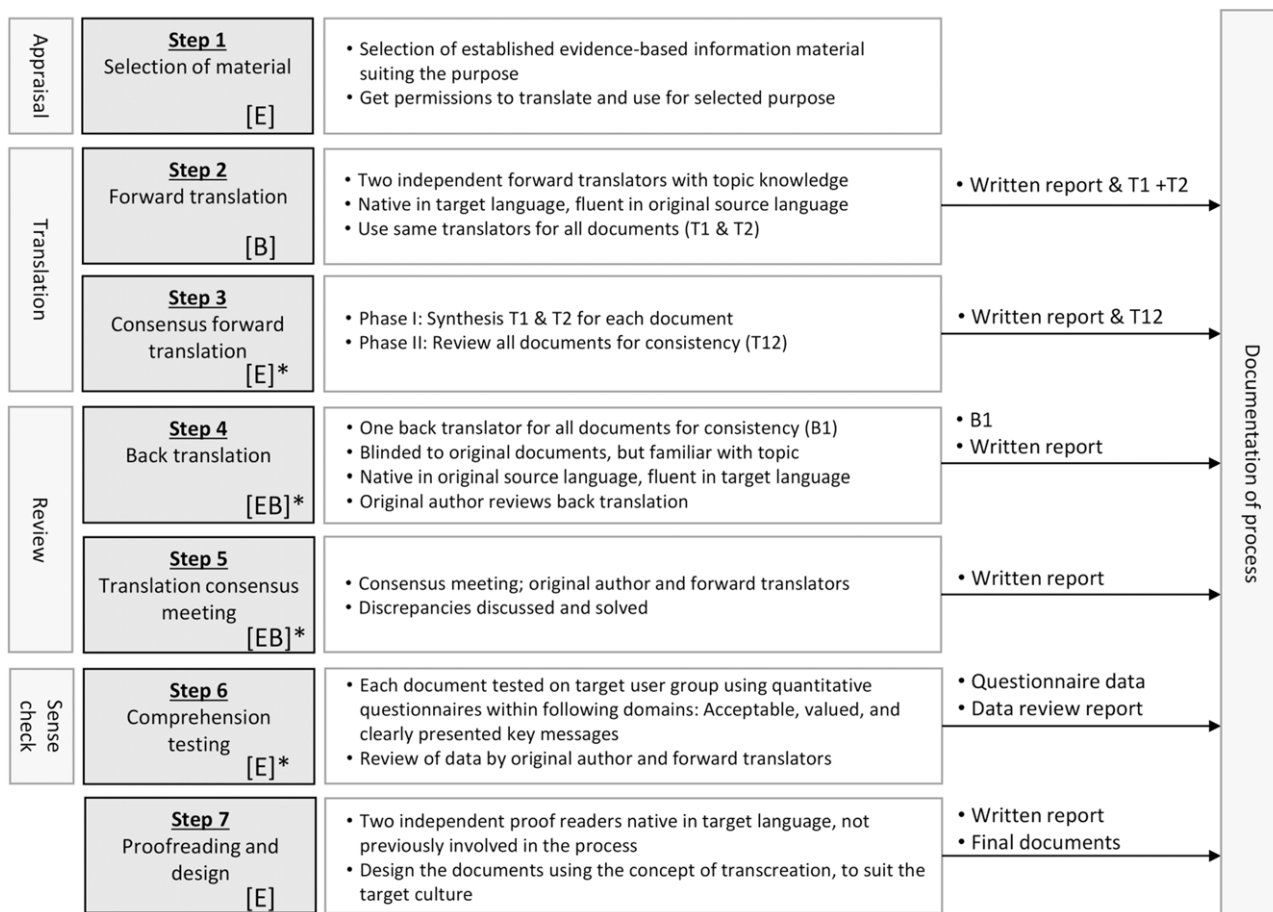 Appraisal
Step 1
Selection of material
[E]
• Selection of established evidence-based information material
suiting the purpose
• Get permissions to translate and use for selected purpose
Translation
Step 2
Forward translation
[B]
• Two independent forward translators with topic knowledge
• Native in target language, fluent in original source language
• Use same translators for all documents (T1 & T2)
• Written report & T1 +T2
Step 3
Consensus forward
translation
[E]*
• Phase I: Synthesis T1 & T2 for each document
• Phase II: Review all documents for consistency (T12)
• Written report & T12
Review
Step 4
Back translation
[EB]*
• One back translator for all documents for consistency (B1)
• Blinded to original documents, but familiar with topic
• Native in original source language, fluent in target language
• Original author reviews back translation
• B1
• Written report
Step 5
Translation consensus
meeting
[EB]*
• Consensus meeting; original author and forward translators
• Discrepancies discussed and solved
• Written report
Sense
check
Step 6
Comprehension
testing
[E]*
• Each document tested on target user group using quantitative
questionnaires within following domains: Acceptable, valued, and
clearly presented key messages
• Review of data by original author and forward translators
• Questionnaire data
• Data review report
Step 7
Proofreading and
design
[E]
• Two independent proof readers native in target language, not
previously involved in the process
• Design the documents using the concept of transcreation, to suit the
target culture
• Written report
• Final documents
Documentation of process